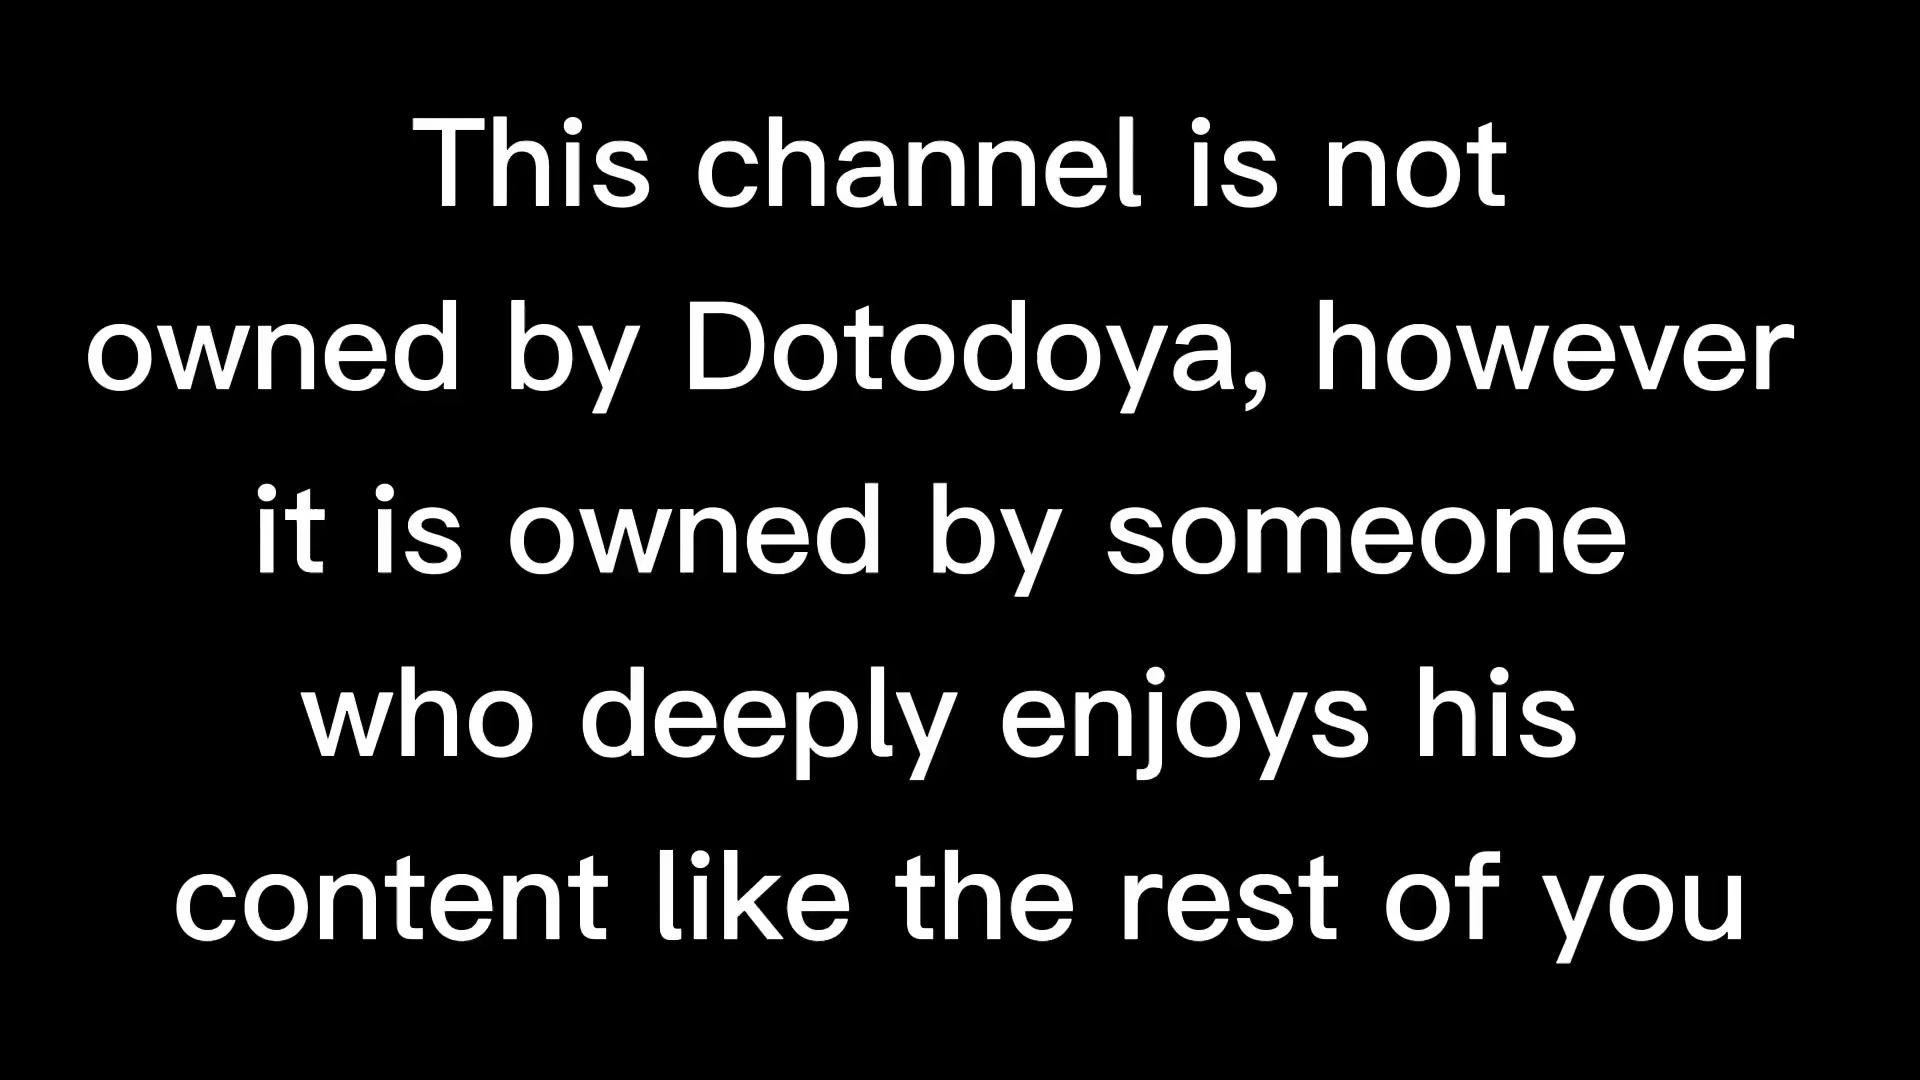 This channel is not
owned by Dotodoya, however
it is owned by someone
who deeply enjoys his
content like the rest of you